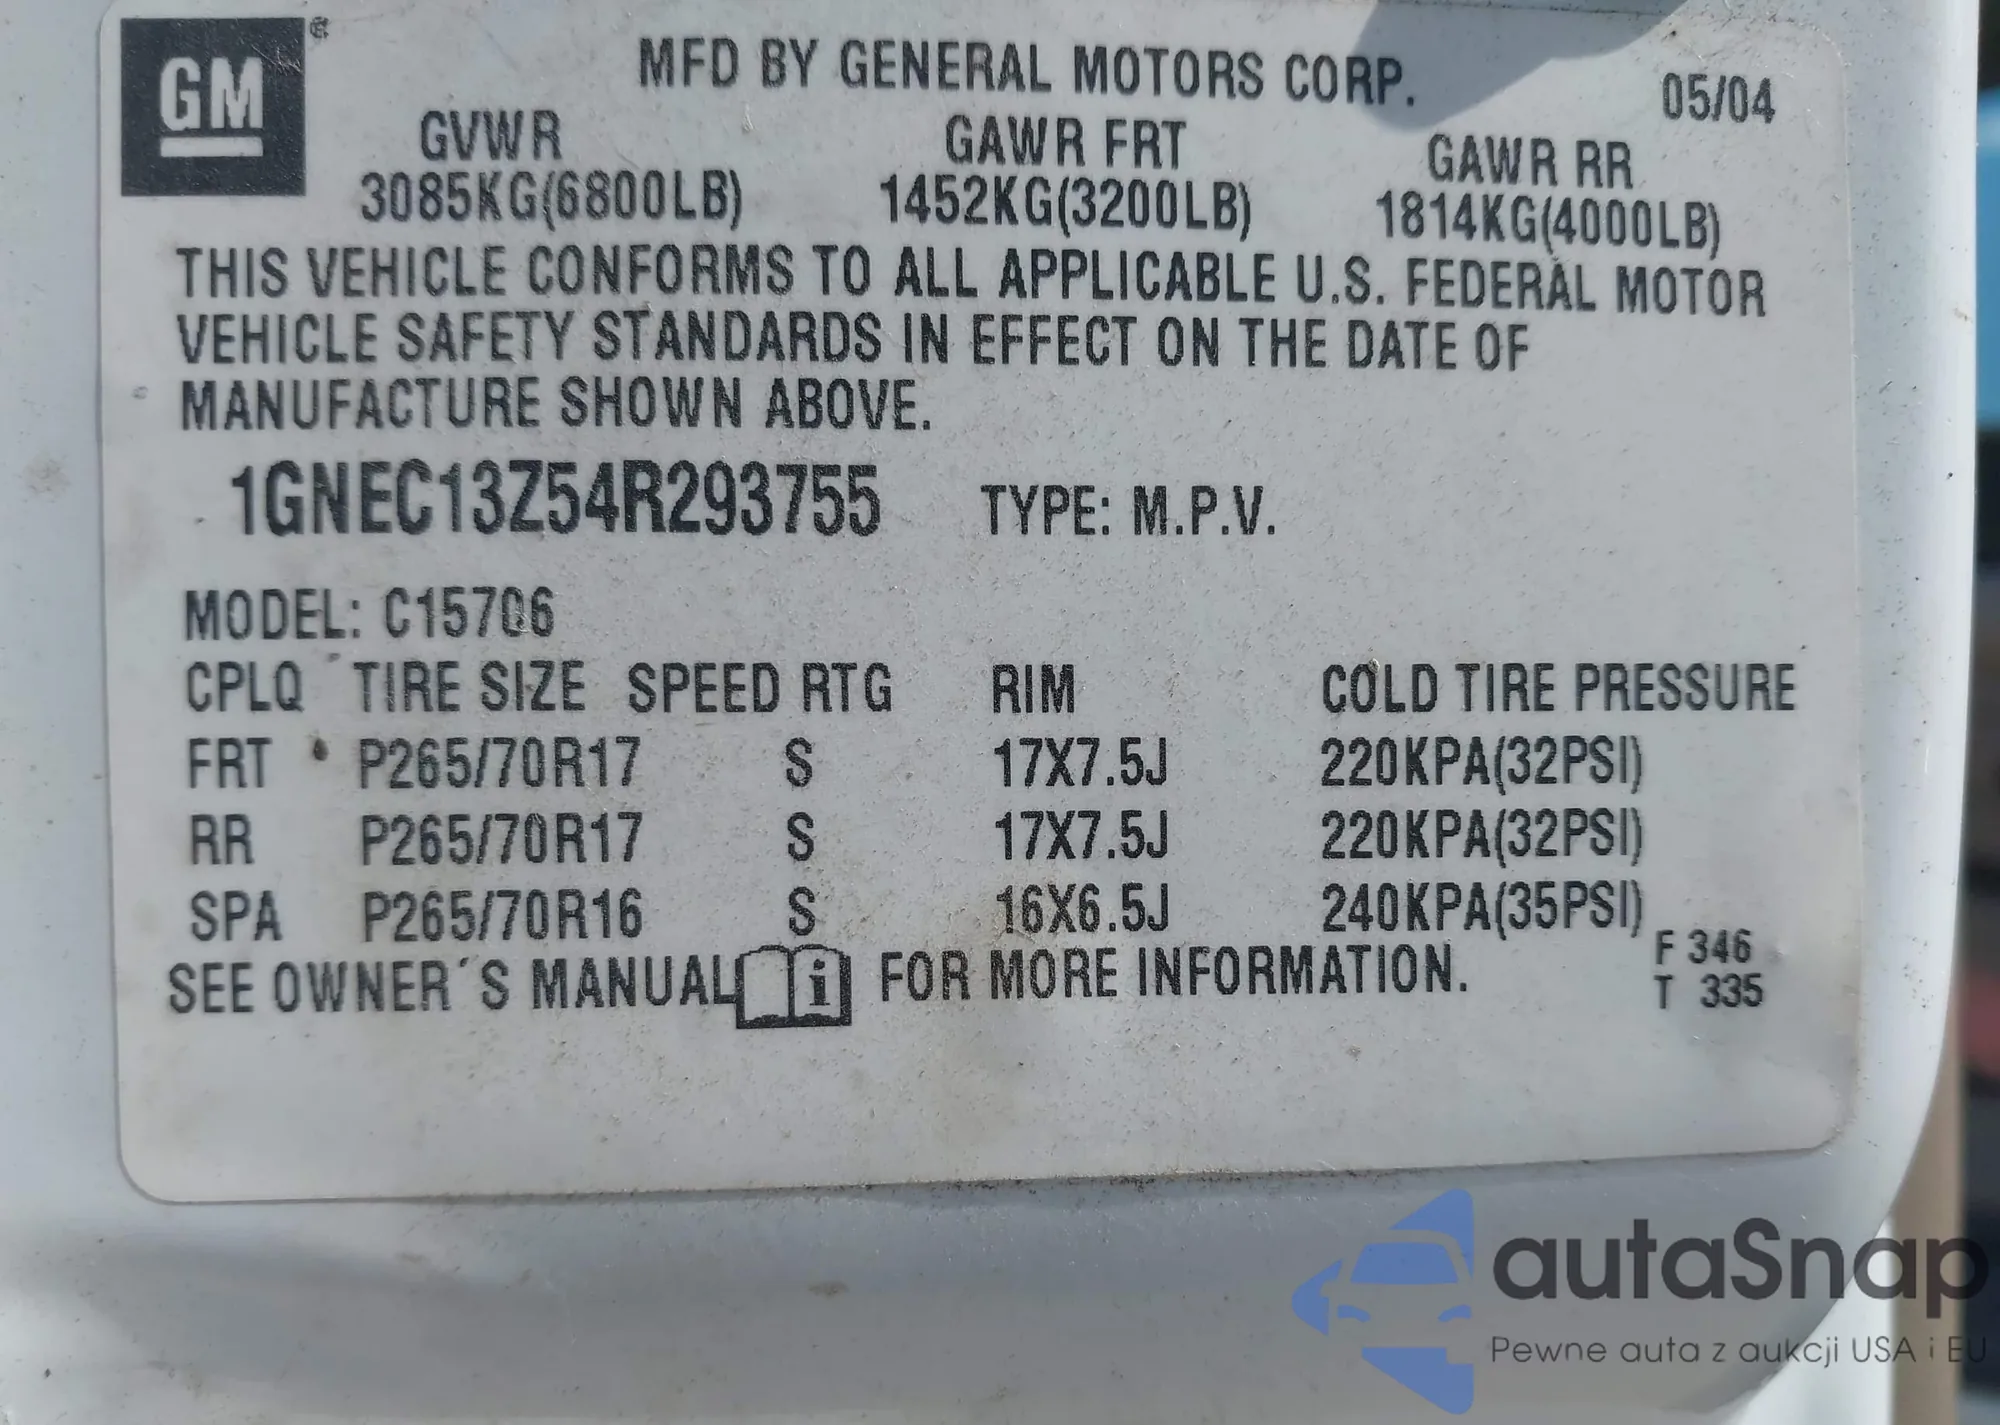 GM®
MFD BY GENERAL MOTORS CORP. 05/04
GVWR GAWR FRT GAWR RR
3085KG(6800LB) 1452KG(3200LB) 1814KG(4000LB)
THIS VEHICLE CONFORMS TO ALL APPLICABLE U.S. FEDERAL MOTOR
VEHICLE SAFETY STANDARDS IN EFFECT ON THE DATE OF
MANUFACTURE SHOWN ABOVE.
1GNEC13Z54R293755 TYPE: M.P.V.
MODEL: C15706
CPLQ TIRE SIZE SPEED RTG RIM COLD TIRE PRESSURE
FRT P265/70R17 S 17X7.5J 220KPA(32PSI)
RR P265/70R17 S 17X7.5J 220KPA(32PSI)
SPA P265/70R16 S 16X6.5J 240KPA(35PSI)
SEE OWNER´S MANUAL i FOR MORE INFORMATION.
F 346
T 335
autaSnap
Pewne auta z aukcji USA i EU